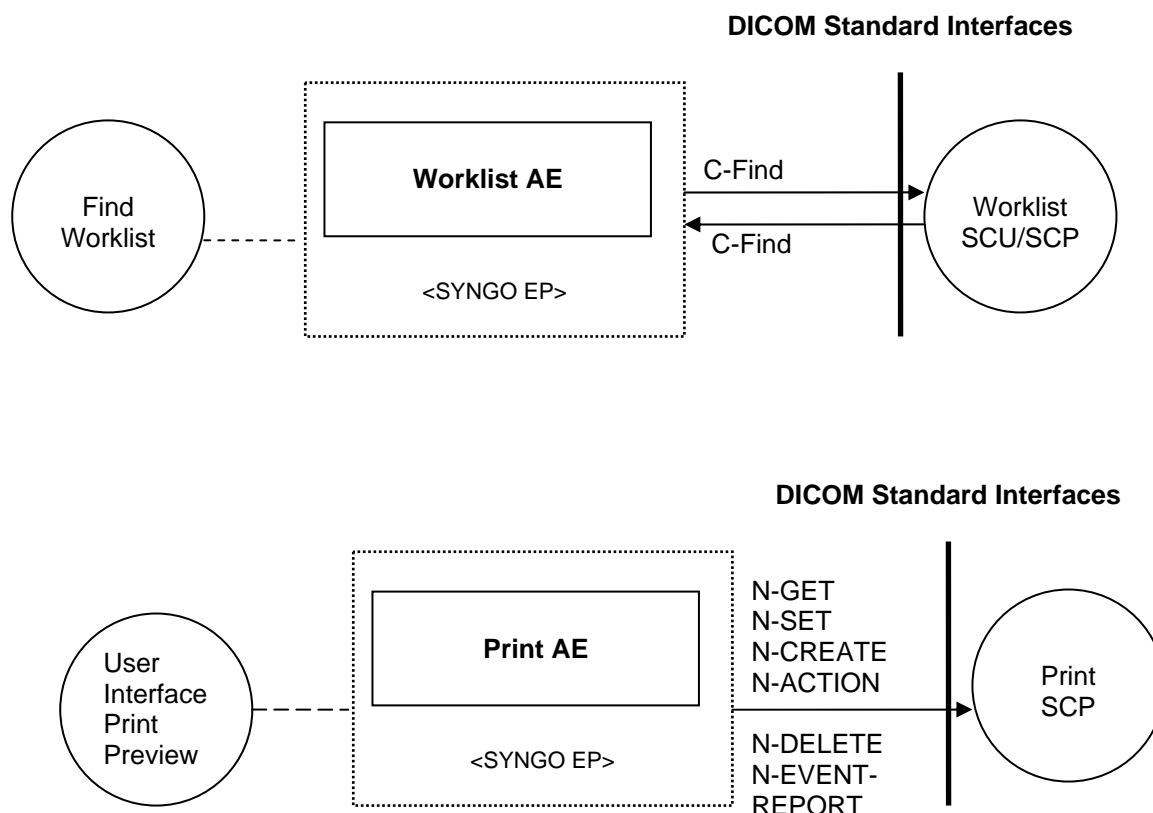 DICOM Standard Interfaces
Find
Worklist
Worklist AE
<SYNGO EP>
C-Find
C-Find
Worklist
SCU/SCP
DICOM Standard Interfaces
User
Interface
Print
Preview
Print AE
<SYNGO EP>
N-GET
N-SET
N-CREATE
N-ACTION
N-DELETE
N-EVENT-
REPORT
Print
SCP